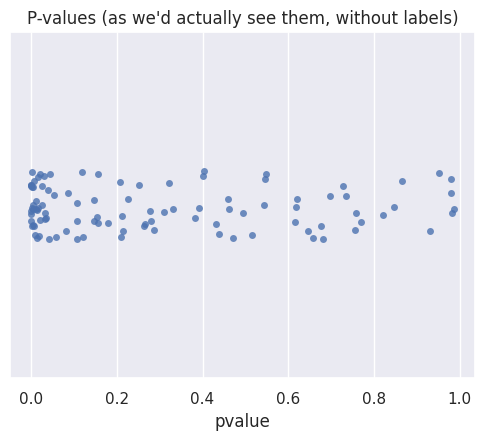 P-values (as we'd actually see them, without labels)
0.0 0.2 0.4 0.6 0.8 1.0
pvalue